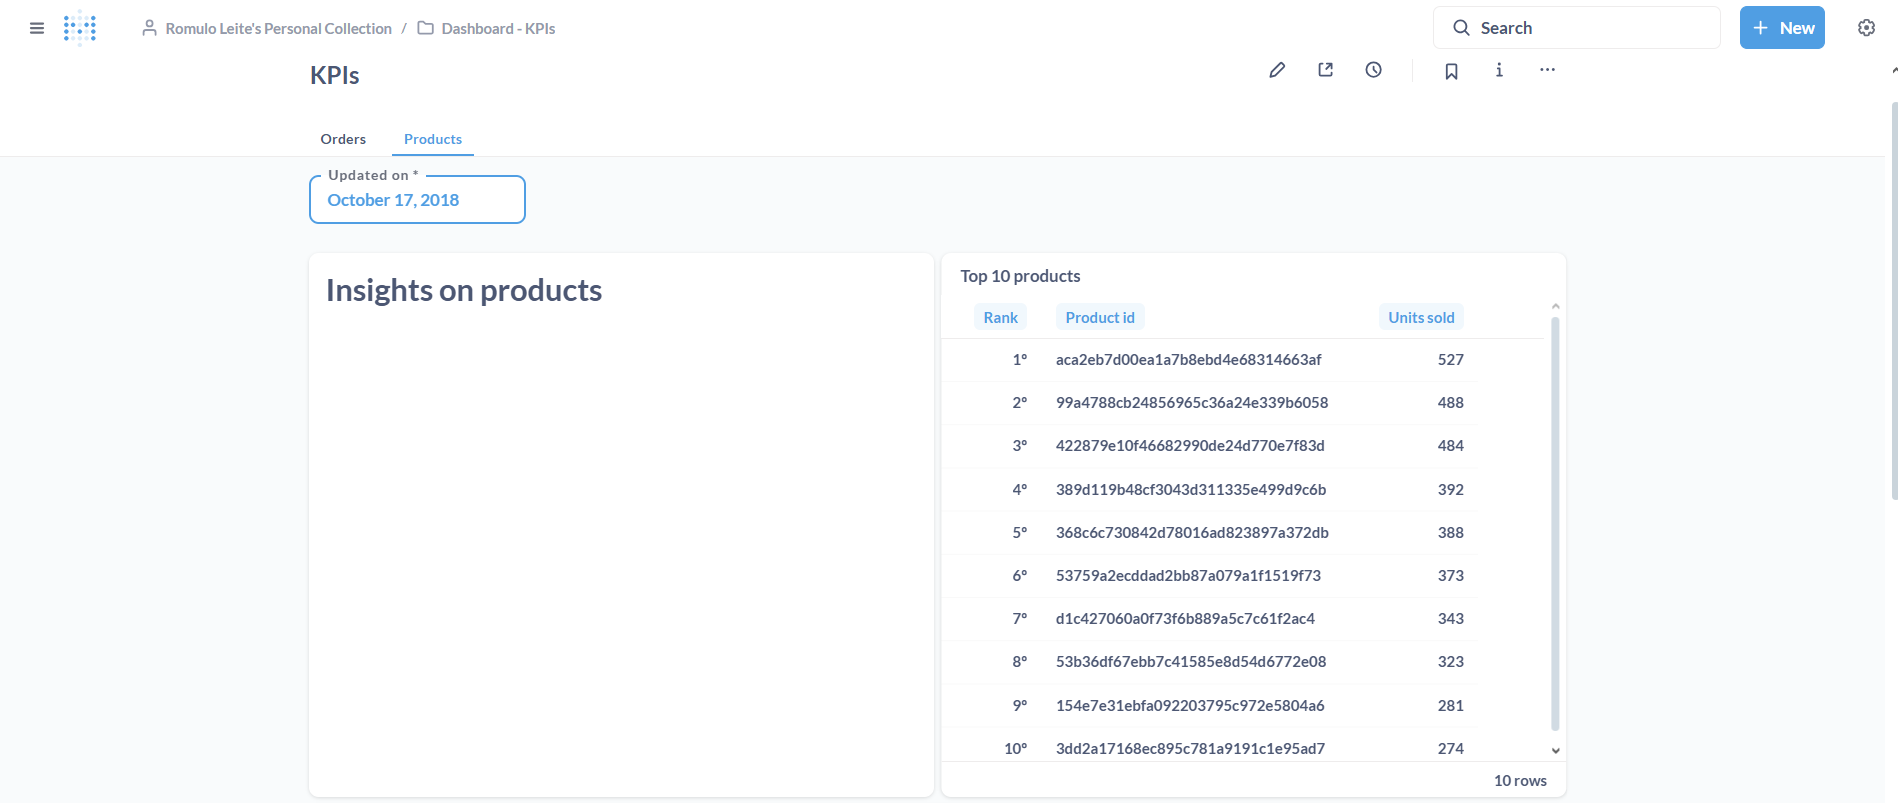 Romulo Leite's Personal Collection / Dashboard - KPIs
Search
New
KPIs
Orders Products
Updated on *
October 17, 2018
Insights on products
Top 10 products
Rank Product id Units sold
1º aca2eb7d00ea1a7b8ebd4e68314663af 527
2º 99a4788cb24856965c36a24e339b6058 488
3º 422879e10f46682990de24d770e7f83d 484
4º 389d119b48cf3043d311335e499d9c6b 392
5º 368c6c730842d78016ad823897a372db 388
6º 53759a2ecddad2bb87a079a1f1519f73 373
7º d1c427060a0f73f6b889a5c7c61f2ac4 343
8º 53b36df67ebb7c41585e8d54d6772e08 323
9º 154e7e31ebfa092203795c972e5804a6 281
10º 3dd2a17168ec895c781a9191c1e95ad7 274
10 rows